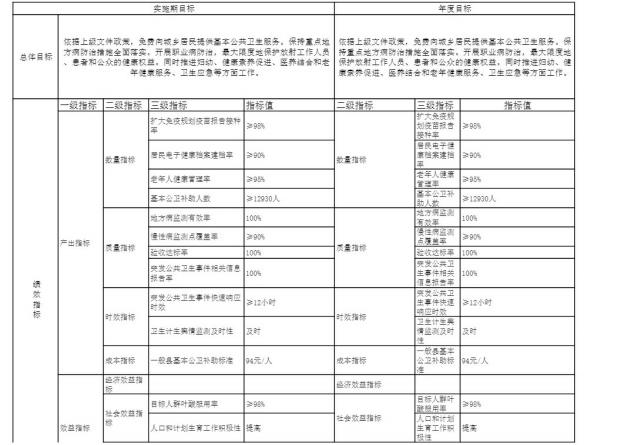 实施期目标 年度目标
总体目标
依据上级文件政策，免费向城乡居民提供基本公共卫生服务。保持重点地
方病防治措施全面落实，开展职业病防治，最大限度地保护放射工作人员
、患者和公众的健康权益，同时推进妇幼、健康素养促进、医养结合和老
年健康服务、卫生应急等方面工作。
依据上级文件政策，免费向城乡居民提供基本公共卫生服务。保
持重点地方病防治措施全面落实，开展职业病防治，最大限度地
保护放射工作人员、患者和公众的健康权益，同时推进妇幼、健
康素养促进、医养结合和老年健康服务、卫生应急等方面工作。
绩效指标
一级指标 二级指标 三级指标 指标值 二级指标 三级指标 指标值
产出指标
数量指标
扩大免疫规划疫苗报告接种
率
≥98%
数量指标
扩大免疫规
划疫苗报告
接种率
≥98%
居民电子健康档案建档率 ≥90%
居民电子健
康档案建档
率
≥90%
老年人健康管理率 ≥95%
老年人健康
管理率
≥95%
基本公卫补助人数 ≥12930人
基本公卫补
助人数
≥12930人
质量指标
地方病监测有效率 100%
质量指标
地方病监测
有效率
100%
慢性病监测点覆盖率 ≥90%
慢性病监测
点覆盖率
≥90%
验收达标率 100% 验收达标率 100%
突发公共卫生事件相关信息
报告率
100%
突发公共卫
生事件相关
信息报告率
100%
时效指标
突发公共卫生事件快速响应
时效
≥12小时
时效指标
突发公共卫
生事件快速
响应时效
≥12小时
卫生计生舆情监测及时性 及时
卫生计生舆
情监测及时
性
及时
成本指标 一般县基本公卫补助标准 94元/人
成本指标
一般县基本
公卫补助标
准
94元/人
效益指标
经济效益指
标
经济效益指标
社会效益指
标
目标人群叶酸服用率 ≥98%
社会效益指标
目标人群叶
酸服用率
≥98%
人口和计划生育工作积极性 提高
人口和计划
生育工作积
极性
提高